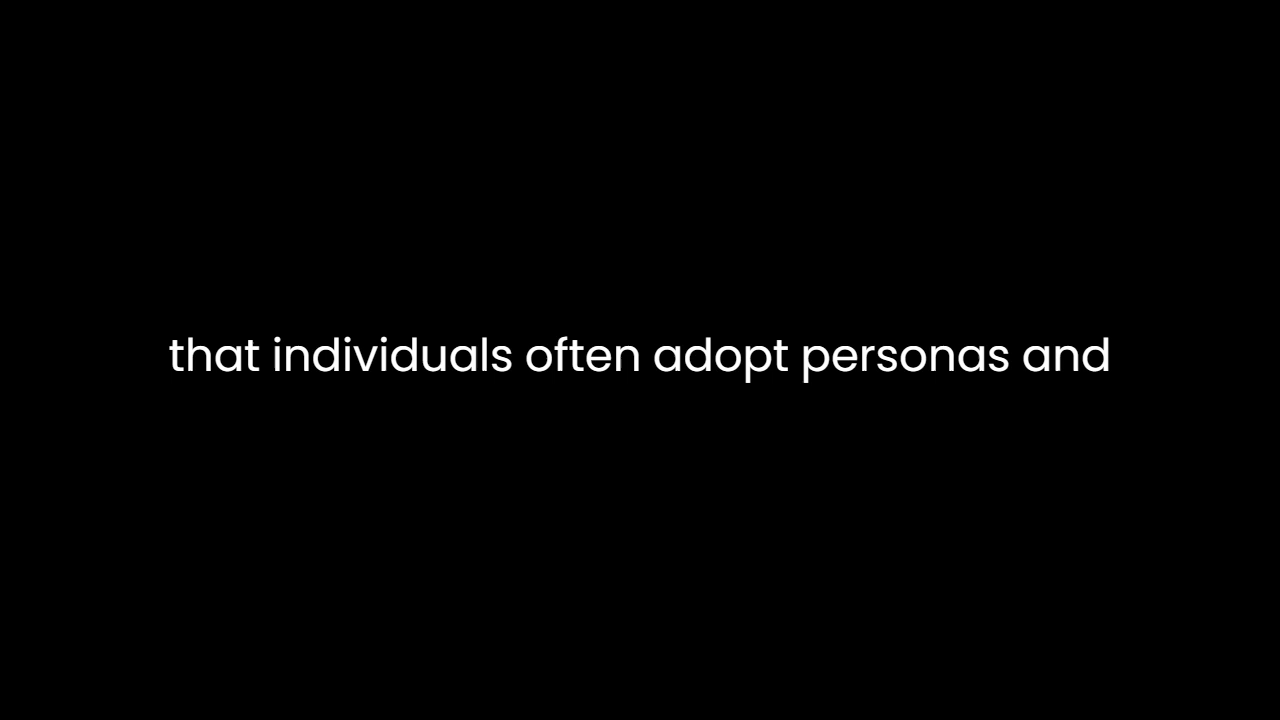 that individuals often adopt personas and